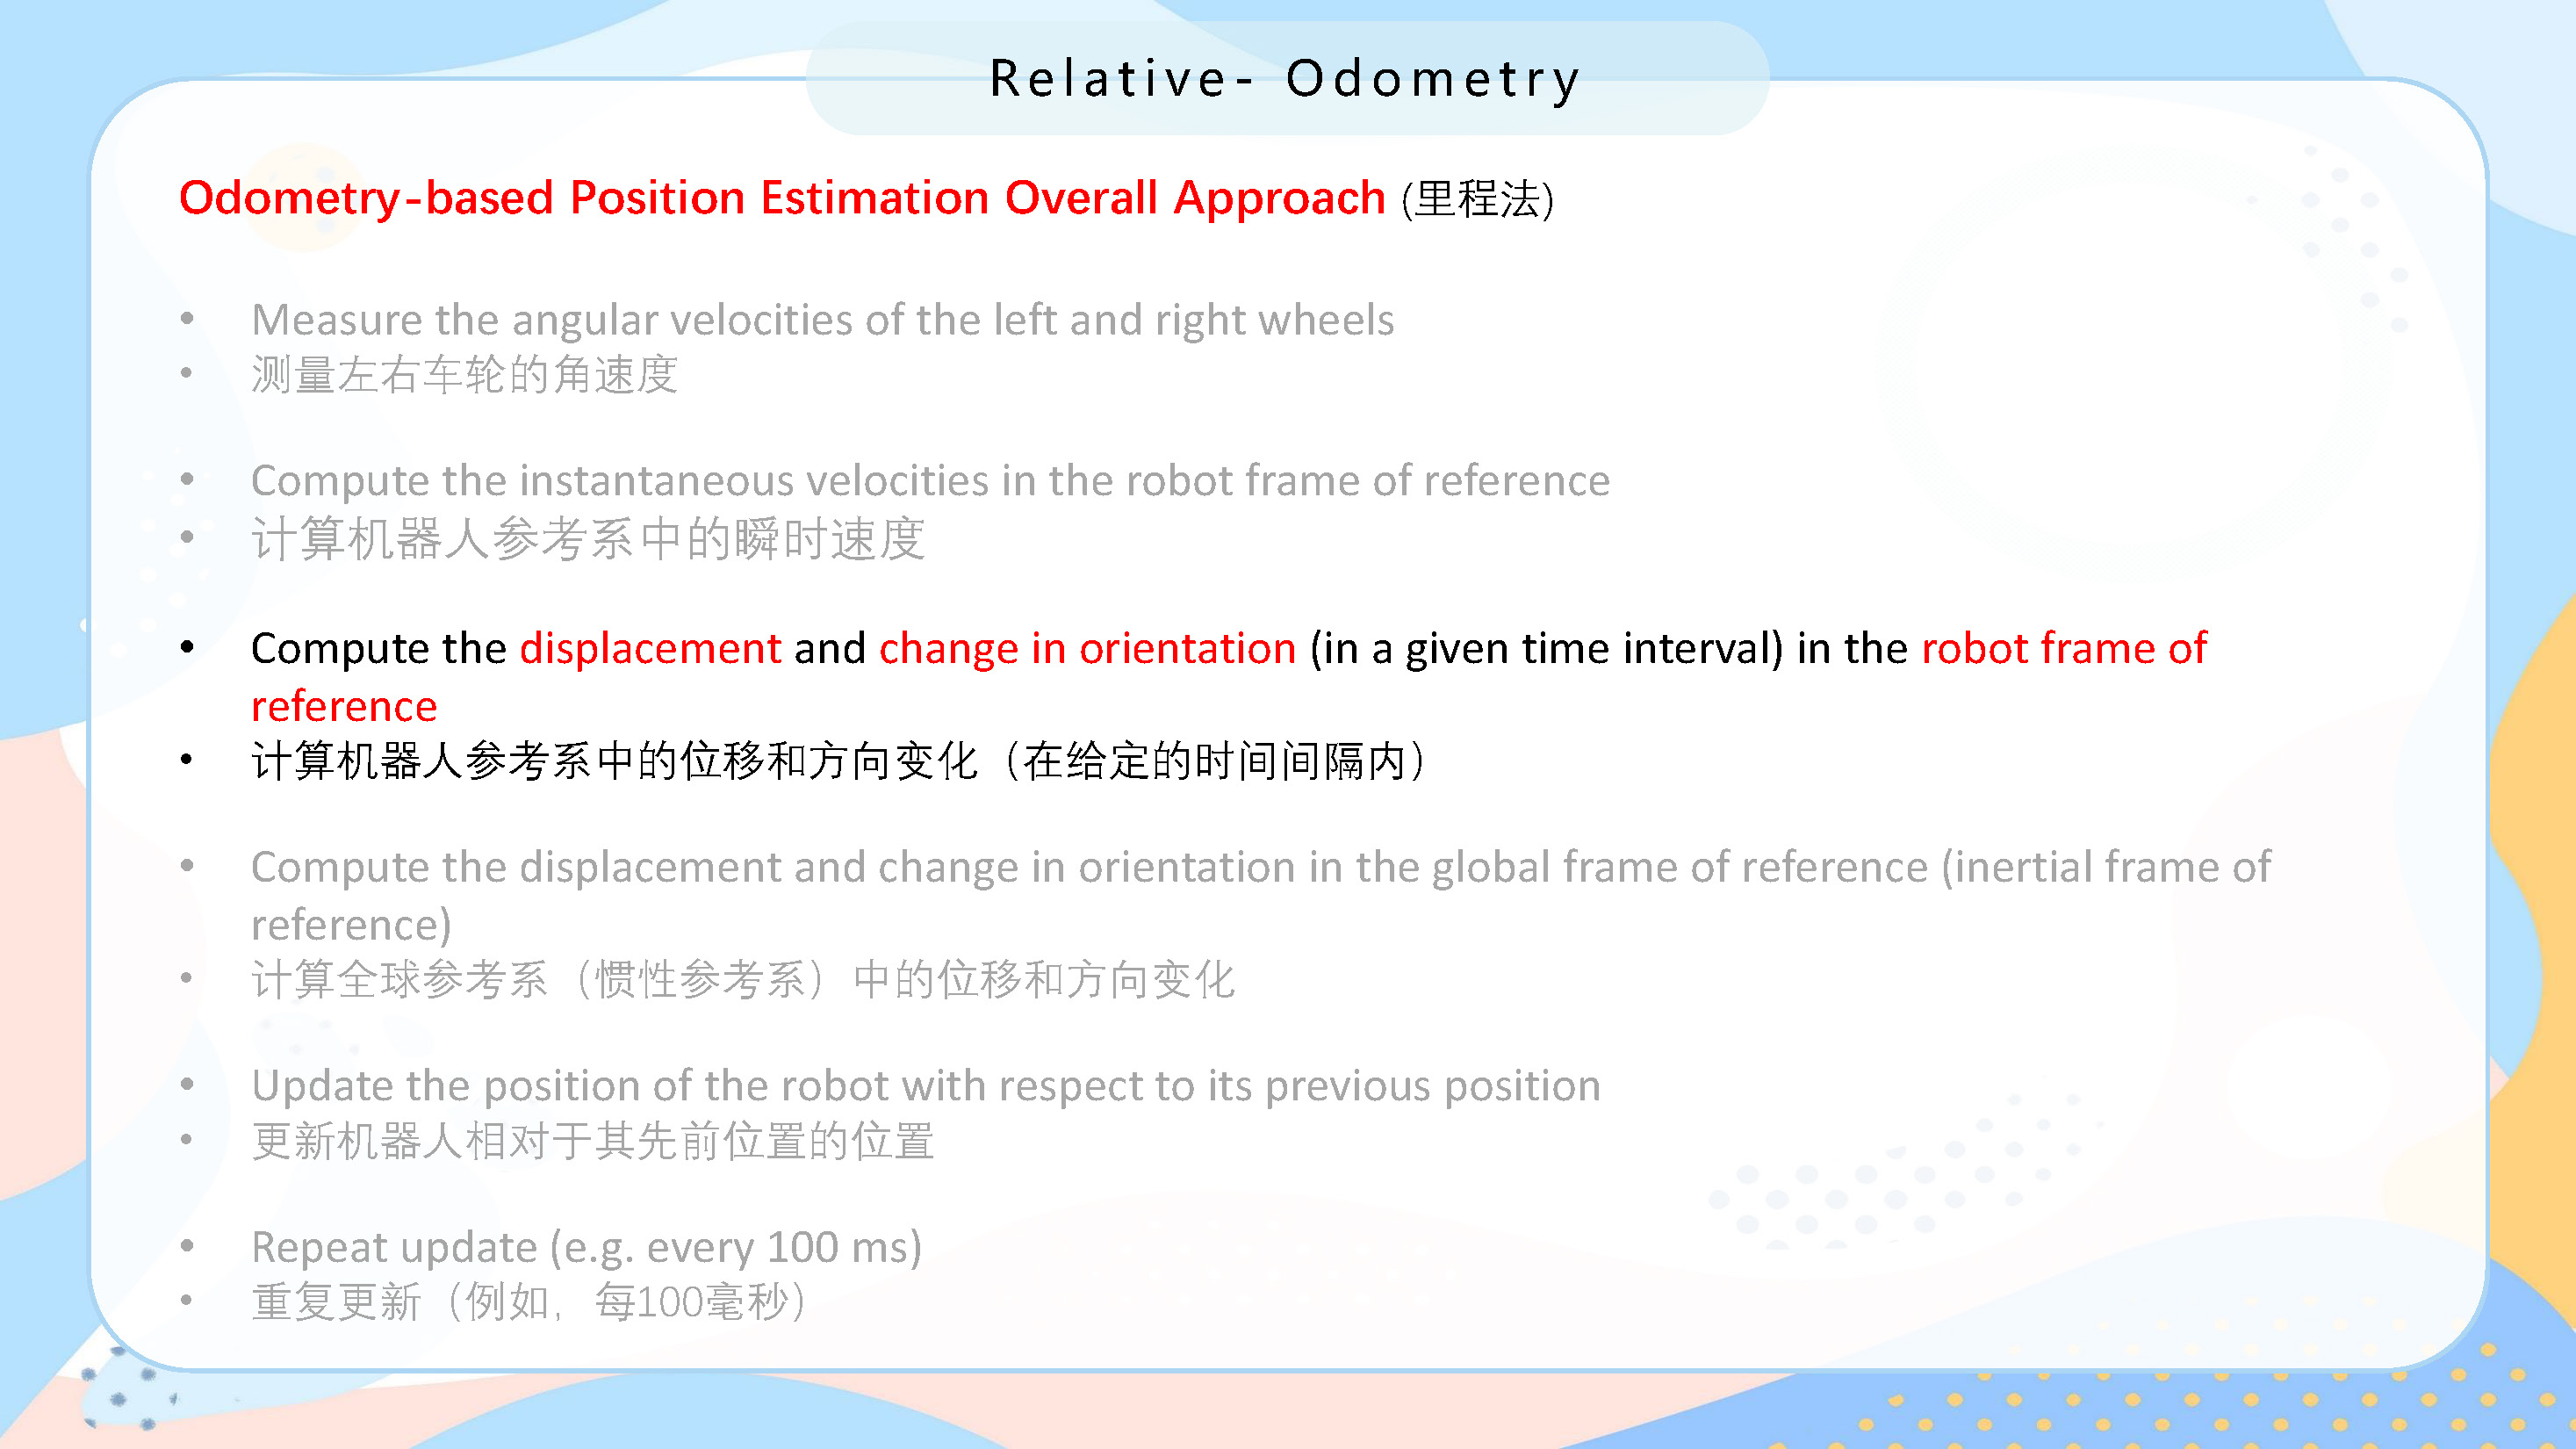 Relative- Odometry
Odometry-based Position Estimation Overall Approach (里程法)
• Measure the angular velocities of the left and right wheels
• 测量左右车轮的角速度
• Compute the instantaneous velocities in the robot frame of reference
• 计算机器人参考系中的瞬时速度
• Compute the displacement and change in orientation (in a given time interval) in the robot frame of
reference
• 计算机器人参考系中的位移和方向变化（在给定的时间间隔内）
• Compute the displacement and change in orientation in the global frame of reference (inertial frame of
reference)
• 计算全球参考系（惯性参考系）中的位移和方向变化
• Update the position of the robot with respect to its previous position
• 更新机器人相对于其先前位置的位置
• Repeat update (e.g. every 100 ms)
• 重复更新（例如，每100毫秒）